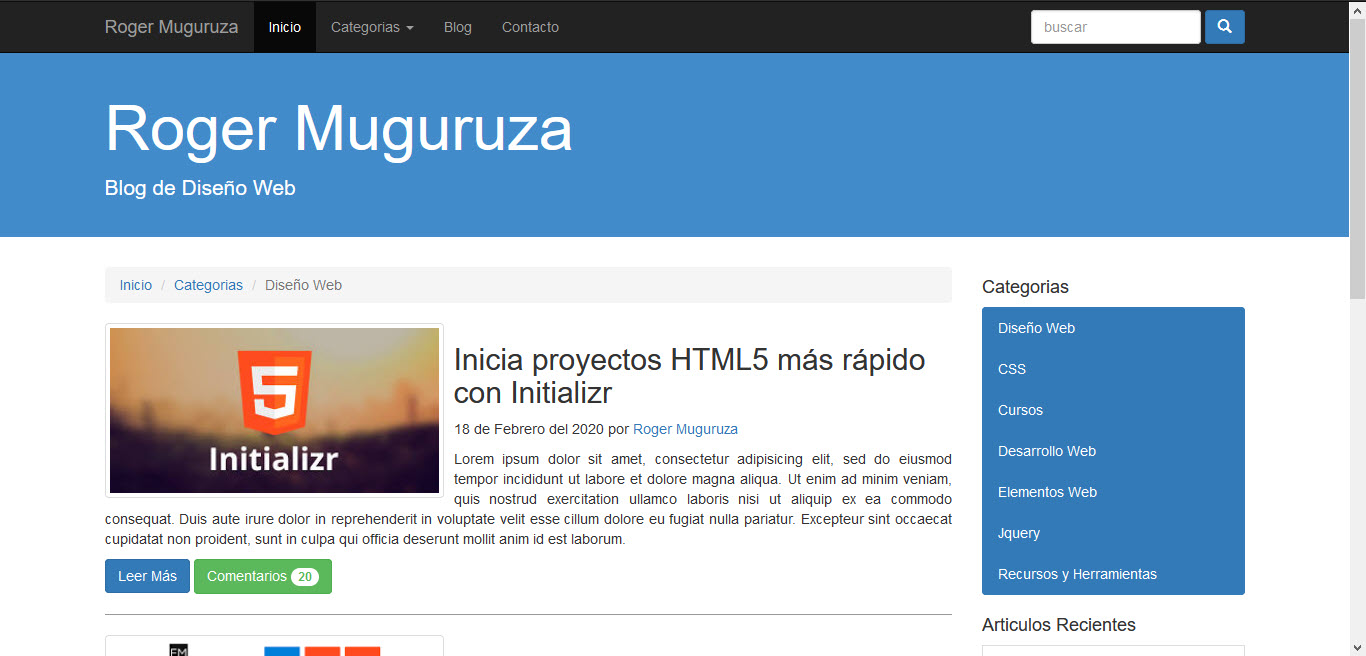 Roger Muguruza Inicio Categorias Blog Contacto buscar
Roger Muguruza
Blog de Diseño Web
Inicio / Categorias / Diseño Web
5
Initializr
Inicia proyectos HTML5 más rápido
con Initializr
18 de Febrero del 2020 por Roger Muguruza
Lorem ipsum dolor sit amet, consectetur adipisicing elit, sed do eiusmod
tempor incididunt ut labore et dolore magna aliqua. Ut enim ad minim veniam,
quis nostrud exercitation ullamco laboris nisi ut aliquip ex ea commodo
consequat. Duis aute irure dolor in reprehenderit in voluptate velit esse cillum dolore eu fugiat nulla pariatur. Excepteur sint occaecat
cupidatat non proident, sunt in culpa qui officia deserunt mollit anim id est laborum.
Leer Más Comentarios 20
EM
Categorias
Diseño Web
CSS
Cursos
Desarrollo Web
Elementos Web
Jquery
Recursos y Herramientas
Articulos Recientes